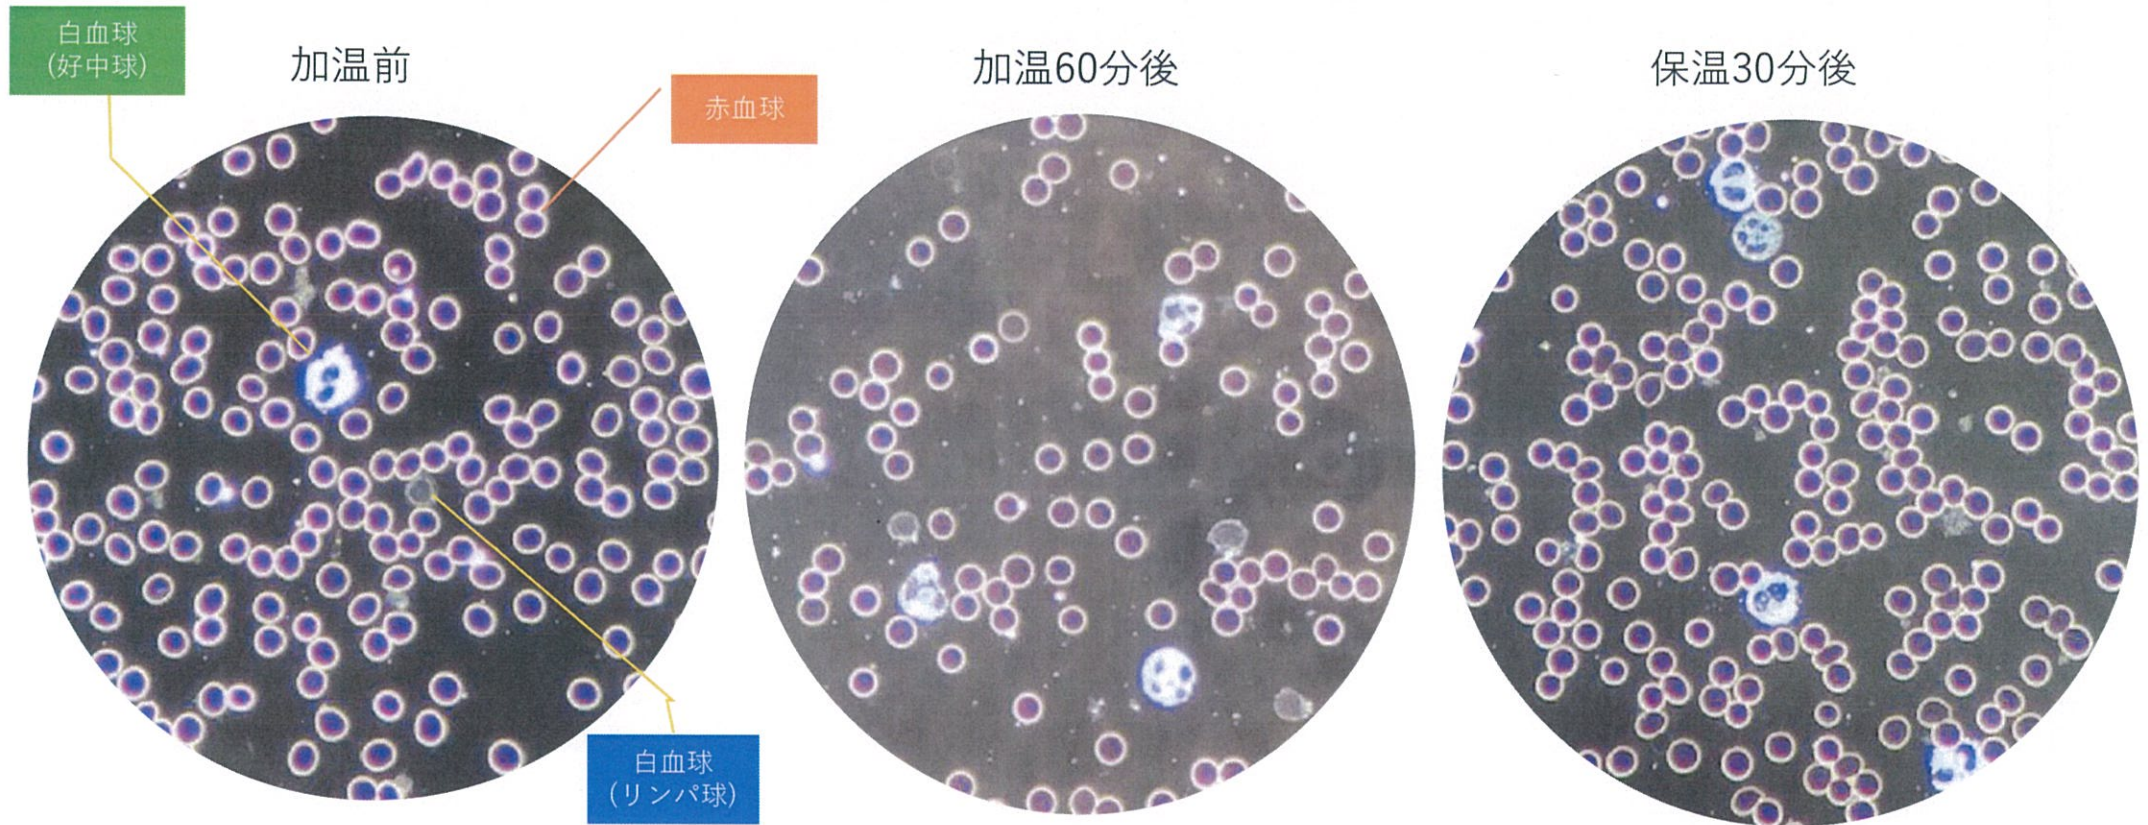 白血球
(好中球)
加温前
赤血球
加温60分後
保温30分後
白血球
(リンパ球)